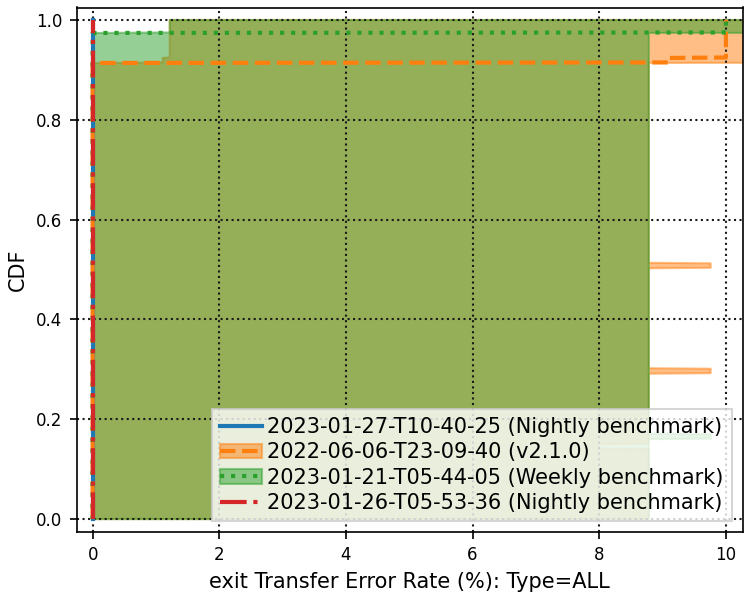 1.0
0.8
0.6
0.4
0.2
0.0
CDF
2023-01-27-T10-40-25 (Nightly benchmark)
2022-06-06-T23-09-40 (v2.1.0)
2023-01-21-T05-44-05 (Weekly benchmark)
2023-01-26-T05-53-36 (Nightly benchmark)
0 2 4 6 8 10
exit Transfer Error Rate (%): Type=ALL